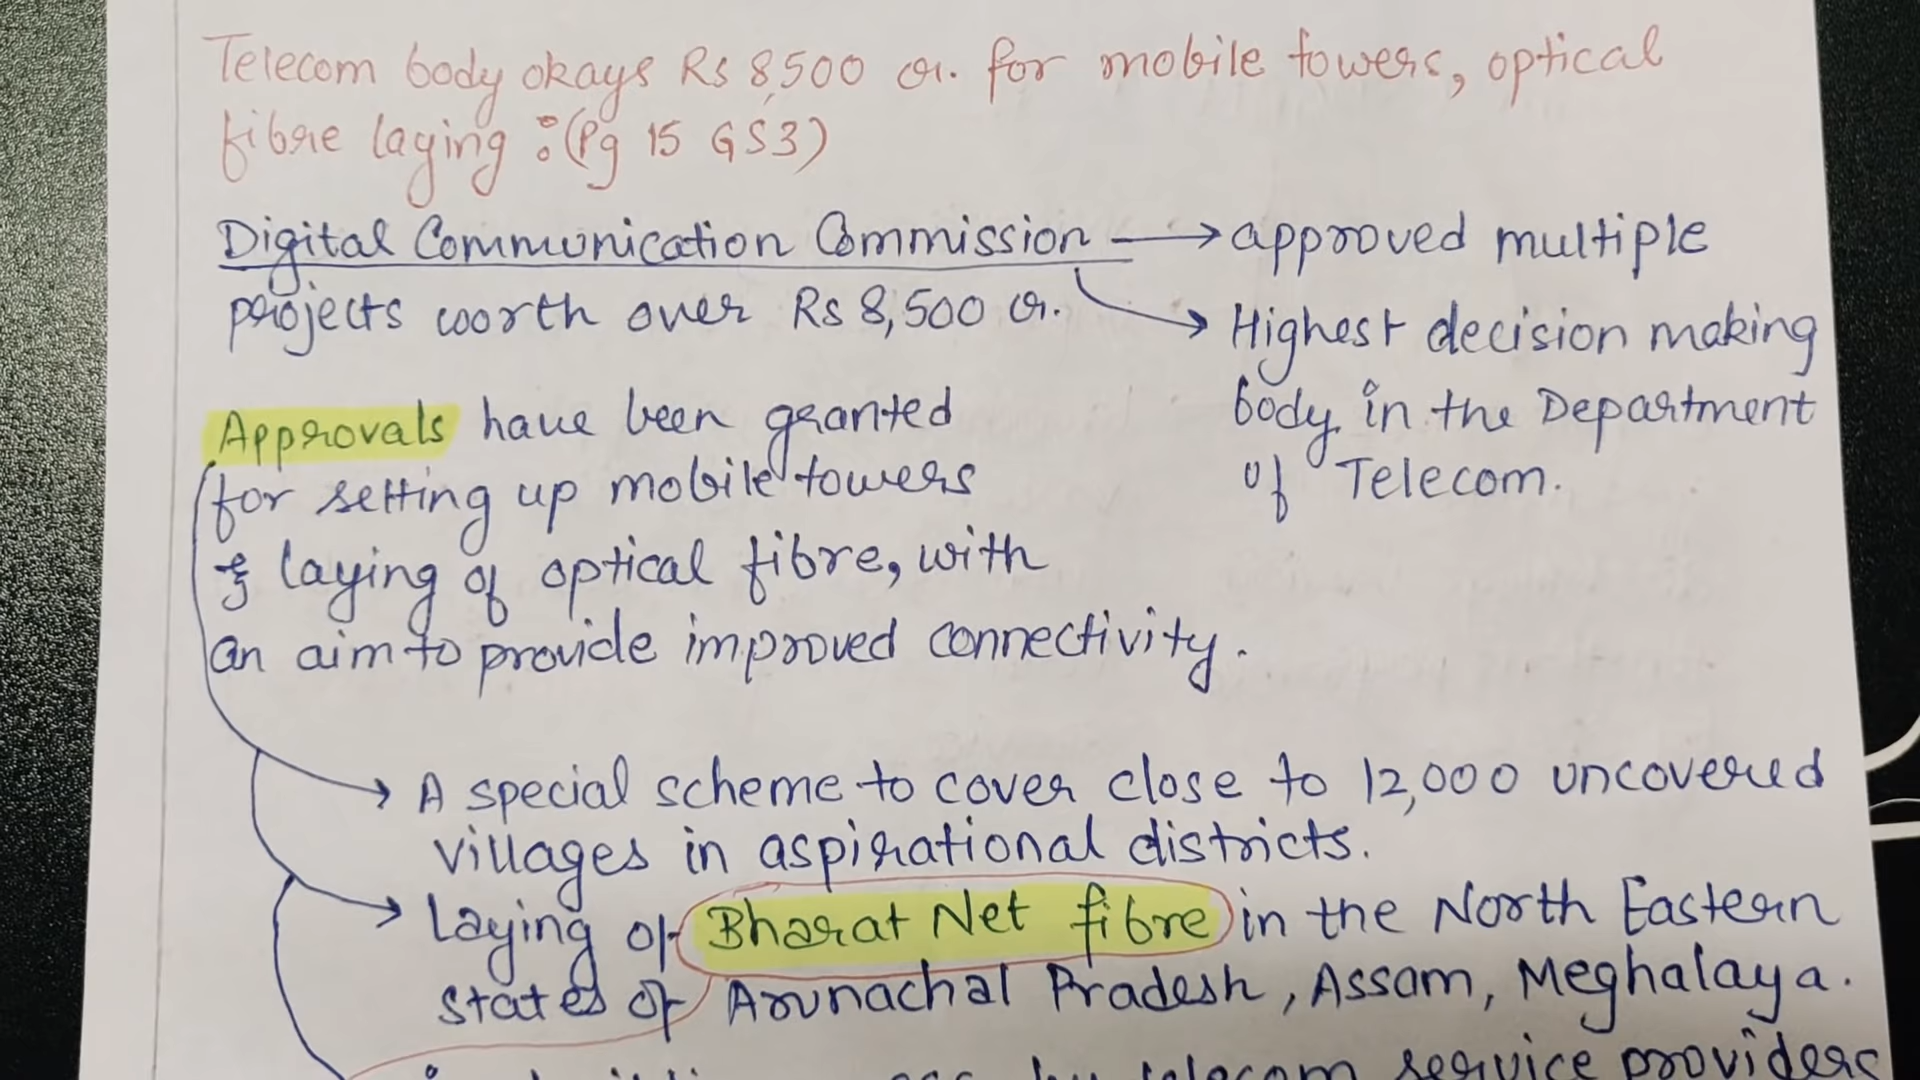 Telecom body okays Rs 8,500 cr. for mobile towers, optical
fibre laying : (Pg 15 GS3)
Digital Communication Commission → approved multiple
projects worth over Rs 8,500 cr.
→ Highest decision making
body in the Department
of Telecom.
Approvals have been granted
for setting up mobile towers
& laying of optical fibre, with
an aim to provide improved connectivity.
→ A special scheme to cover close to 12,000 uncovered
villages in aspirational districts.
→ Laying of Bharat Net fibre in the North Eastern
states of Arunachal Pradesh, Assam, Meghalaya.
by telecom service providers